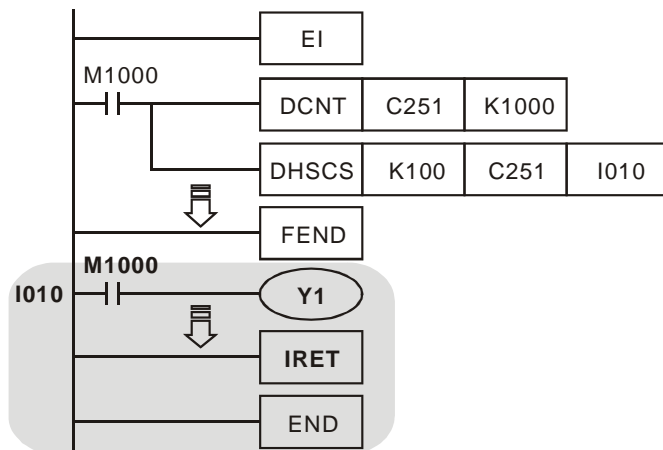 EI
M1000
DCNT C251 K1000
DHSCS K100 C251 I010
FEND
M1000
I010 Y1
IRET
END